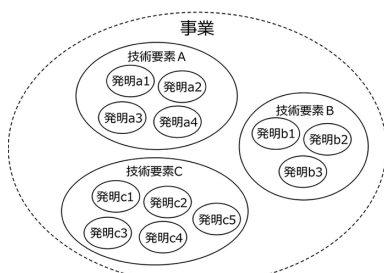 事業
技術要素A
発明a1
発明a2
発明a3
発明a4
技術要素B
発明b1
発明b2
発明b3
技術要素C
発明c1
発明c2
発明c5
発明c3
発明c4